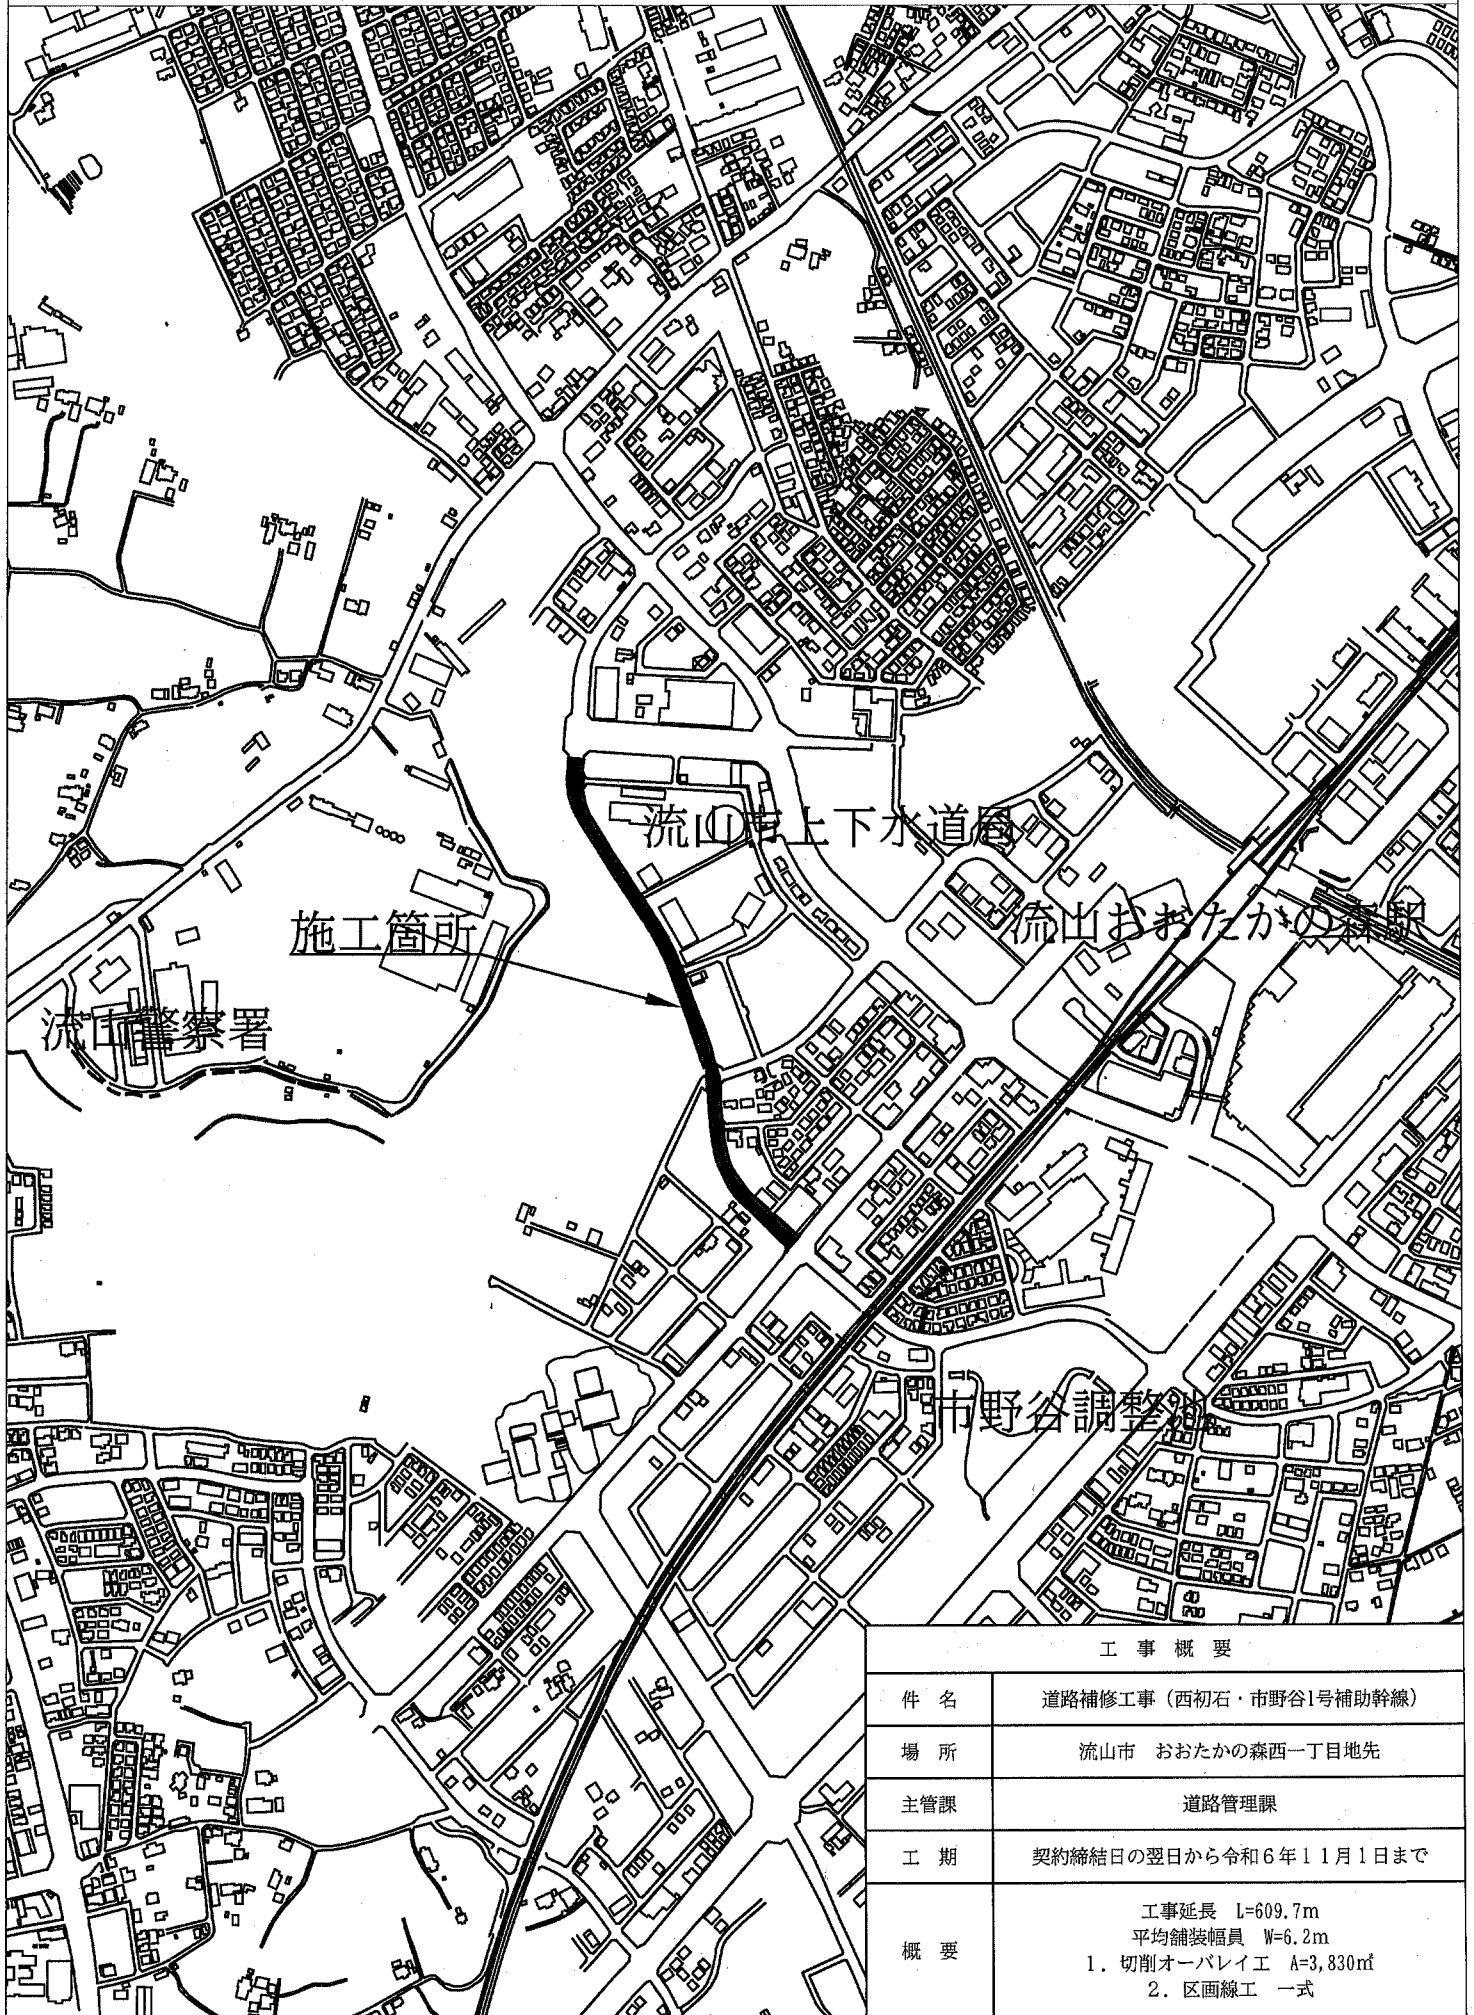 流山市上下水道局
流山おおたかの森駅
施工箇所
流山警察署
市野谷調整池
工 事 概 要
件 名 道路補修工事（西初石・市野谷1号補助幹線）
場 所 流山市 おおたかの森西一丁目地先
主管課 道路管理課
工 期 契約締結日の翌日から令和6年11月1日まで
概 要
工事延長 L=609.7m
平均舗装幅員 W=6.2m
1. 切削オーバレイ工 A=3,830㎡
2. 区画線工 一式